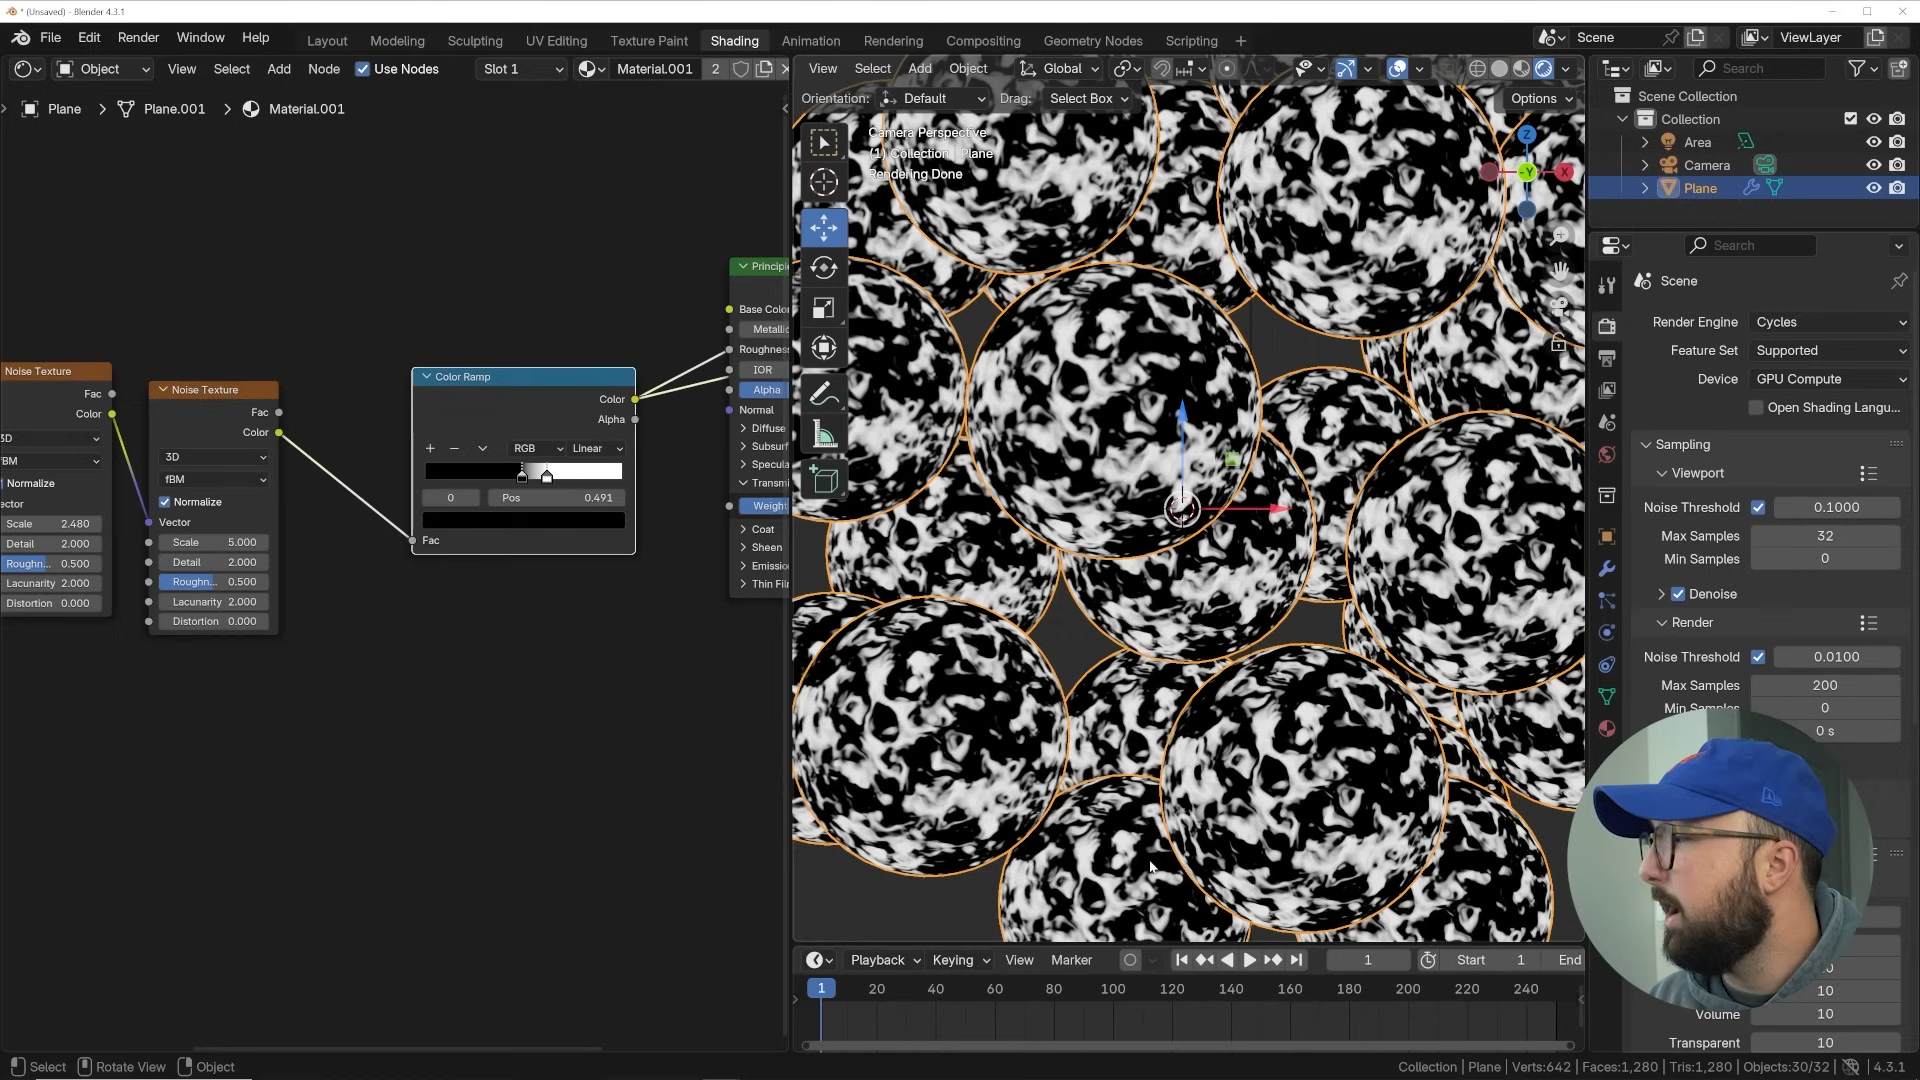 * (Unsaved) - Blender 4.3.1
File Edit Render Window Help
Layout Modeling Sculpting UV Editing Texture Paint Shading Animation Rendering Compositing Geometry Nodes Scripting +
Scene
ViewLayer
Object View Select Add Node Use Nodes Slot 1 Material.001 2
View Select Add Object Global
Search
Plane > Plane.001 > Material.001
Orientation: Default Drag: Select Box Options
Camera Perspective
(1) Collection | Plane
Rendering Done
Z
-Y
X
Scene Collection
Collection
Area
Camera
Plane
Search
Scene
Render Engine Cycles
Feature Set Supported
Device GPU Compute
Open Shading Langu...
Sampling
Viewport
Noise Threshold 0.1000
Max Samples 32
Min Samples 0
Denoise
Render
Noise Threshold 0.0100
Max Samples 200
Min Samples 0
0 s
10
Volume 10
Transparent 10
Noise Texture
Fac
Color
3D
Normalize
Scale 2.480
Detail 2.000
Roughn... 0.500
Lacunarity 2.000
Distortion 0.000
Noise Texture
Fac
Color
3D
fBM
Normalize
Vector
Scale 5.000
Detail 2.000
Roughn... 0.500
Lacunarity 2.000
Distortion 0.000
Color Ramp
Color
Alpha
+ − RGB Linear
0 Pos 0.491
Fac
Principle
Base Color
Metallic
Roughness
IOR
Alpha
Normal
Diffuse
Subsurf
Specula
Transmi
Weight
Coat
Sheen
Emissio
Thin Fil
Playback Keying View Marker 1 Start 1 End
1 20 40 60 80 100 120 140 160 180 200 220 240
Select Rotate View Object
Collection | Plane | Verts:642 | Faces:1,280 | Tris:1,280 | Objects:30/32 | 4.3.1